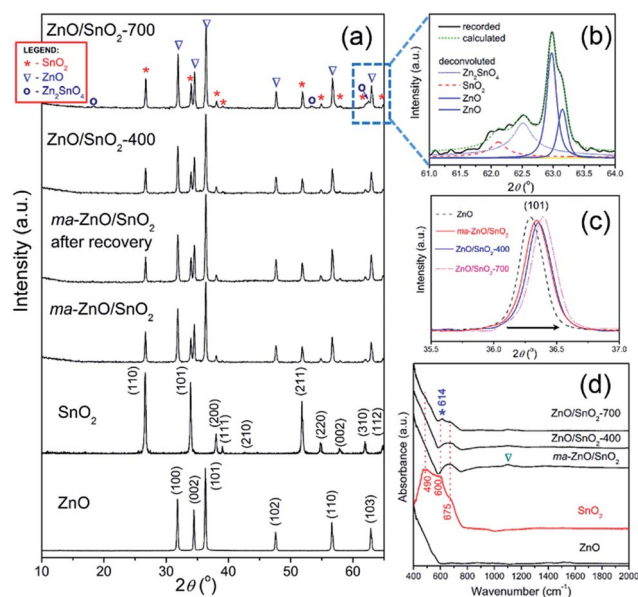 (a)
ZnO/SnO₂-700
LEGEND:
* - SnO₂
∇ - ZnO
o - Zn₂SnO₄
ZnO/SnO₂-400
ma-ZnO/SnO₂
after recovery
ma-ZnO/SnO₂
SnO₂
(110)
(101)
(200)
(111)
(210)
(211)
(220)
(002)
(310)
(112)
ZnO
(100)
(002)
(101)
(102)
(110)
(103)
Intensity (a.u.)
10 20 30 40 50 60
2θ (°)
(b)
recorded
calculated
deconvoluted
Zn₂SnO₄
SnO₂
ZnO
ZnO
Intensity (a.u.)
61.0 61.5 62.0 62.5 63.0 63.5 64.0
2θ (°)
(c)
(101)
ZnO
ma-ZnO/SnO₂
ZnO/SnO₂-400
ZnO/SnO₂-700
Intensity (a.u.)
35.5 36.0 36.5 37.0
2θ (°)
(d)
* 614
ZnO/SnO₂-700
ZnO/SnO₂-400
ma-ZnO/SnO₂
∇
490
600
675
SnO₂
ZnO
Absorbance (a.u.)
400 600 800 1000 1200 1400 1600 1800 2000
Wavenumber (cm⁻¹)